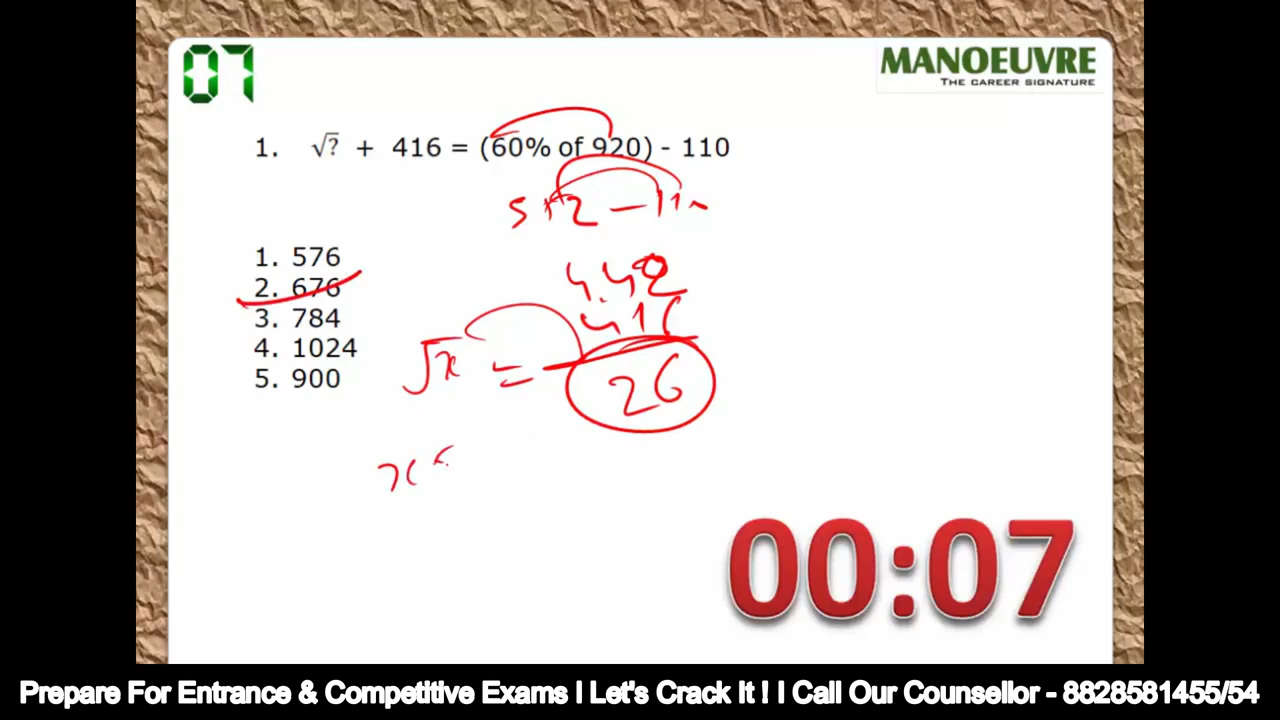 07
MANOEUVRE
THE CAREER SIGNATURE
1. √? + 416 = (60% of 920) - 110
552 - 110
1. 576
2. 676
3. 784
4. 1024
5. 900
442
416
√x = 26
x
00:07
Prepare For Entrance & Competitive Exams | Let's Crack It ! | Call Our Counsellor - 8828581455/54